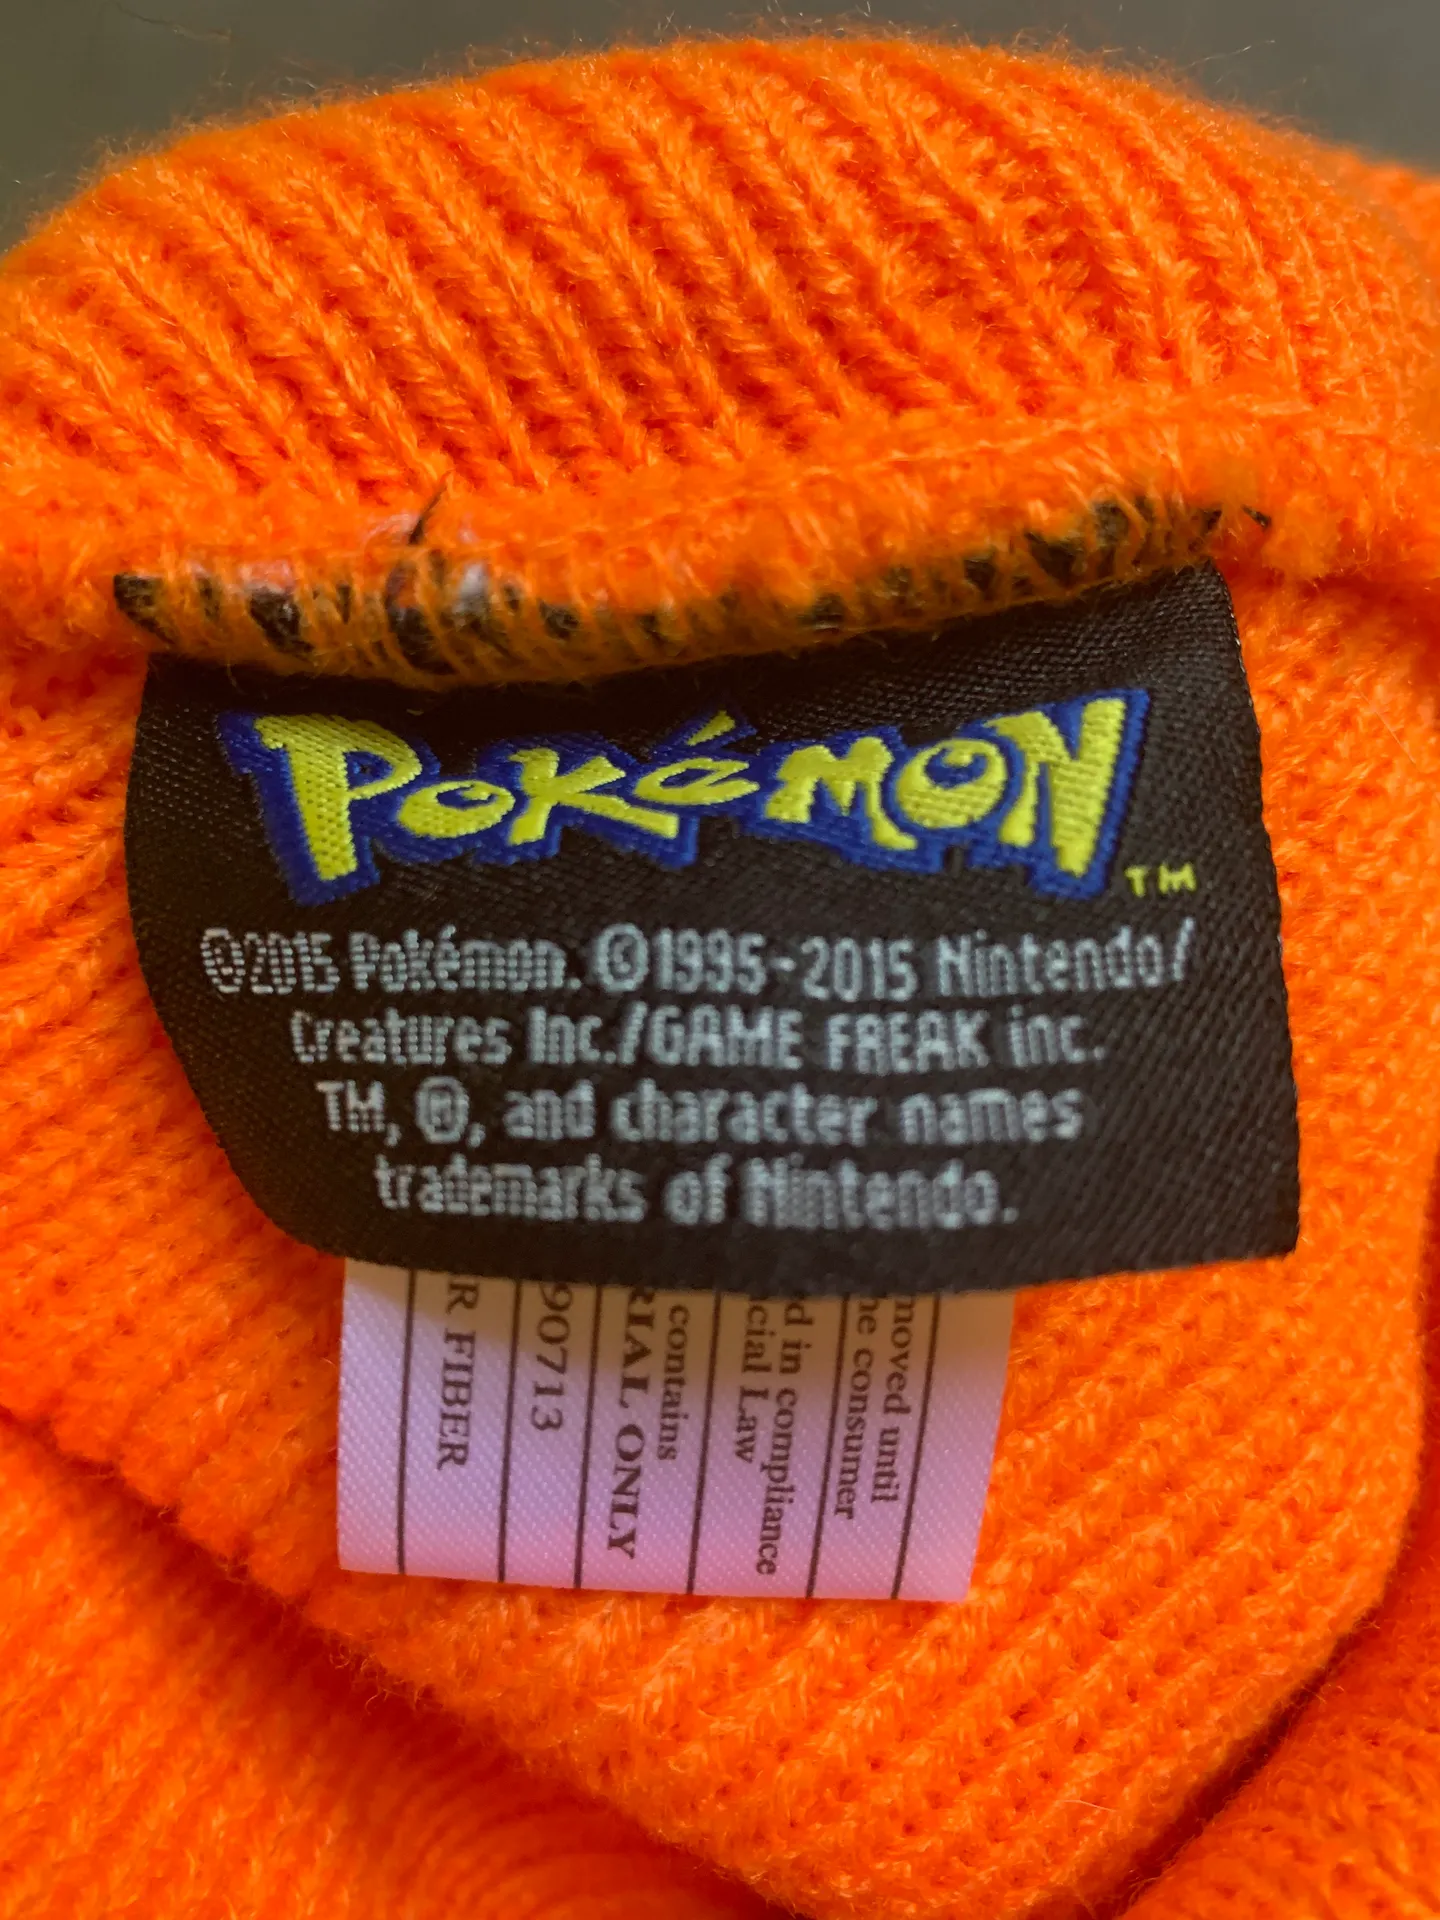 Pokémon
TM
©2015 Pokémon. ©1995-2015 Nintendo/
Creatures Inc./GAME FREAK inc.
TM, ®, and character names
trademarks of Nintendo.
moved until
he consumer
d in compliance
cial Law
contains
RIAL ONLY
90713
R FIBER